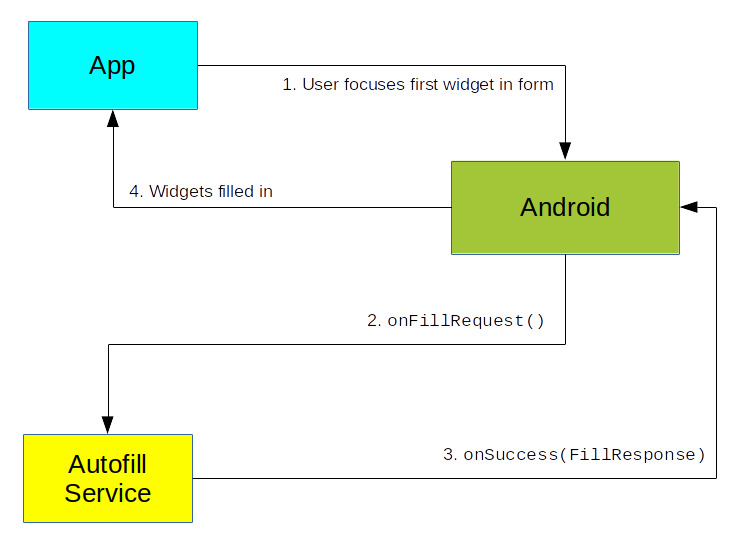 App
1. User focuses first widget in form
4. Widgets filled in
Android
2. onFillRequest()
3. onSuccess(FillResponse)
Autofill
Service